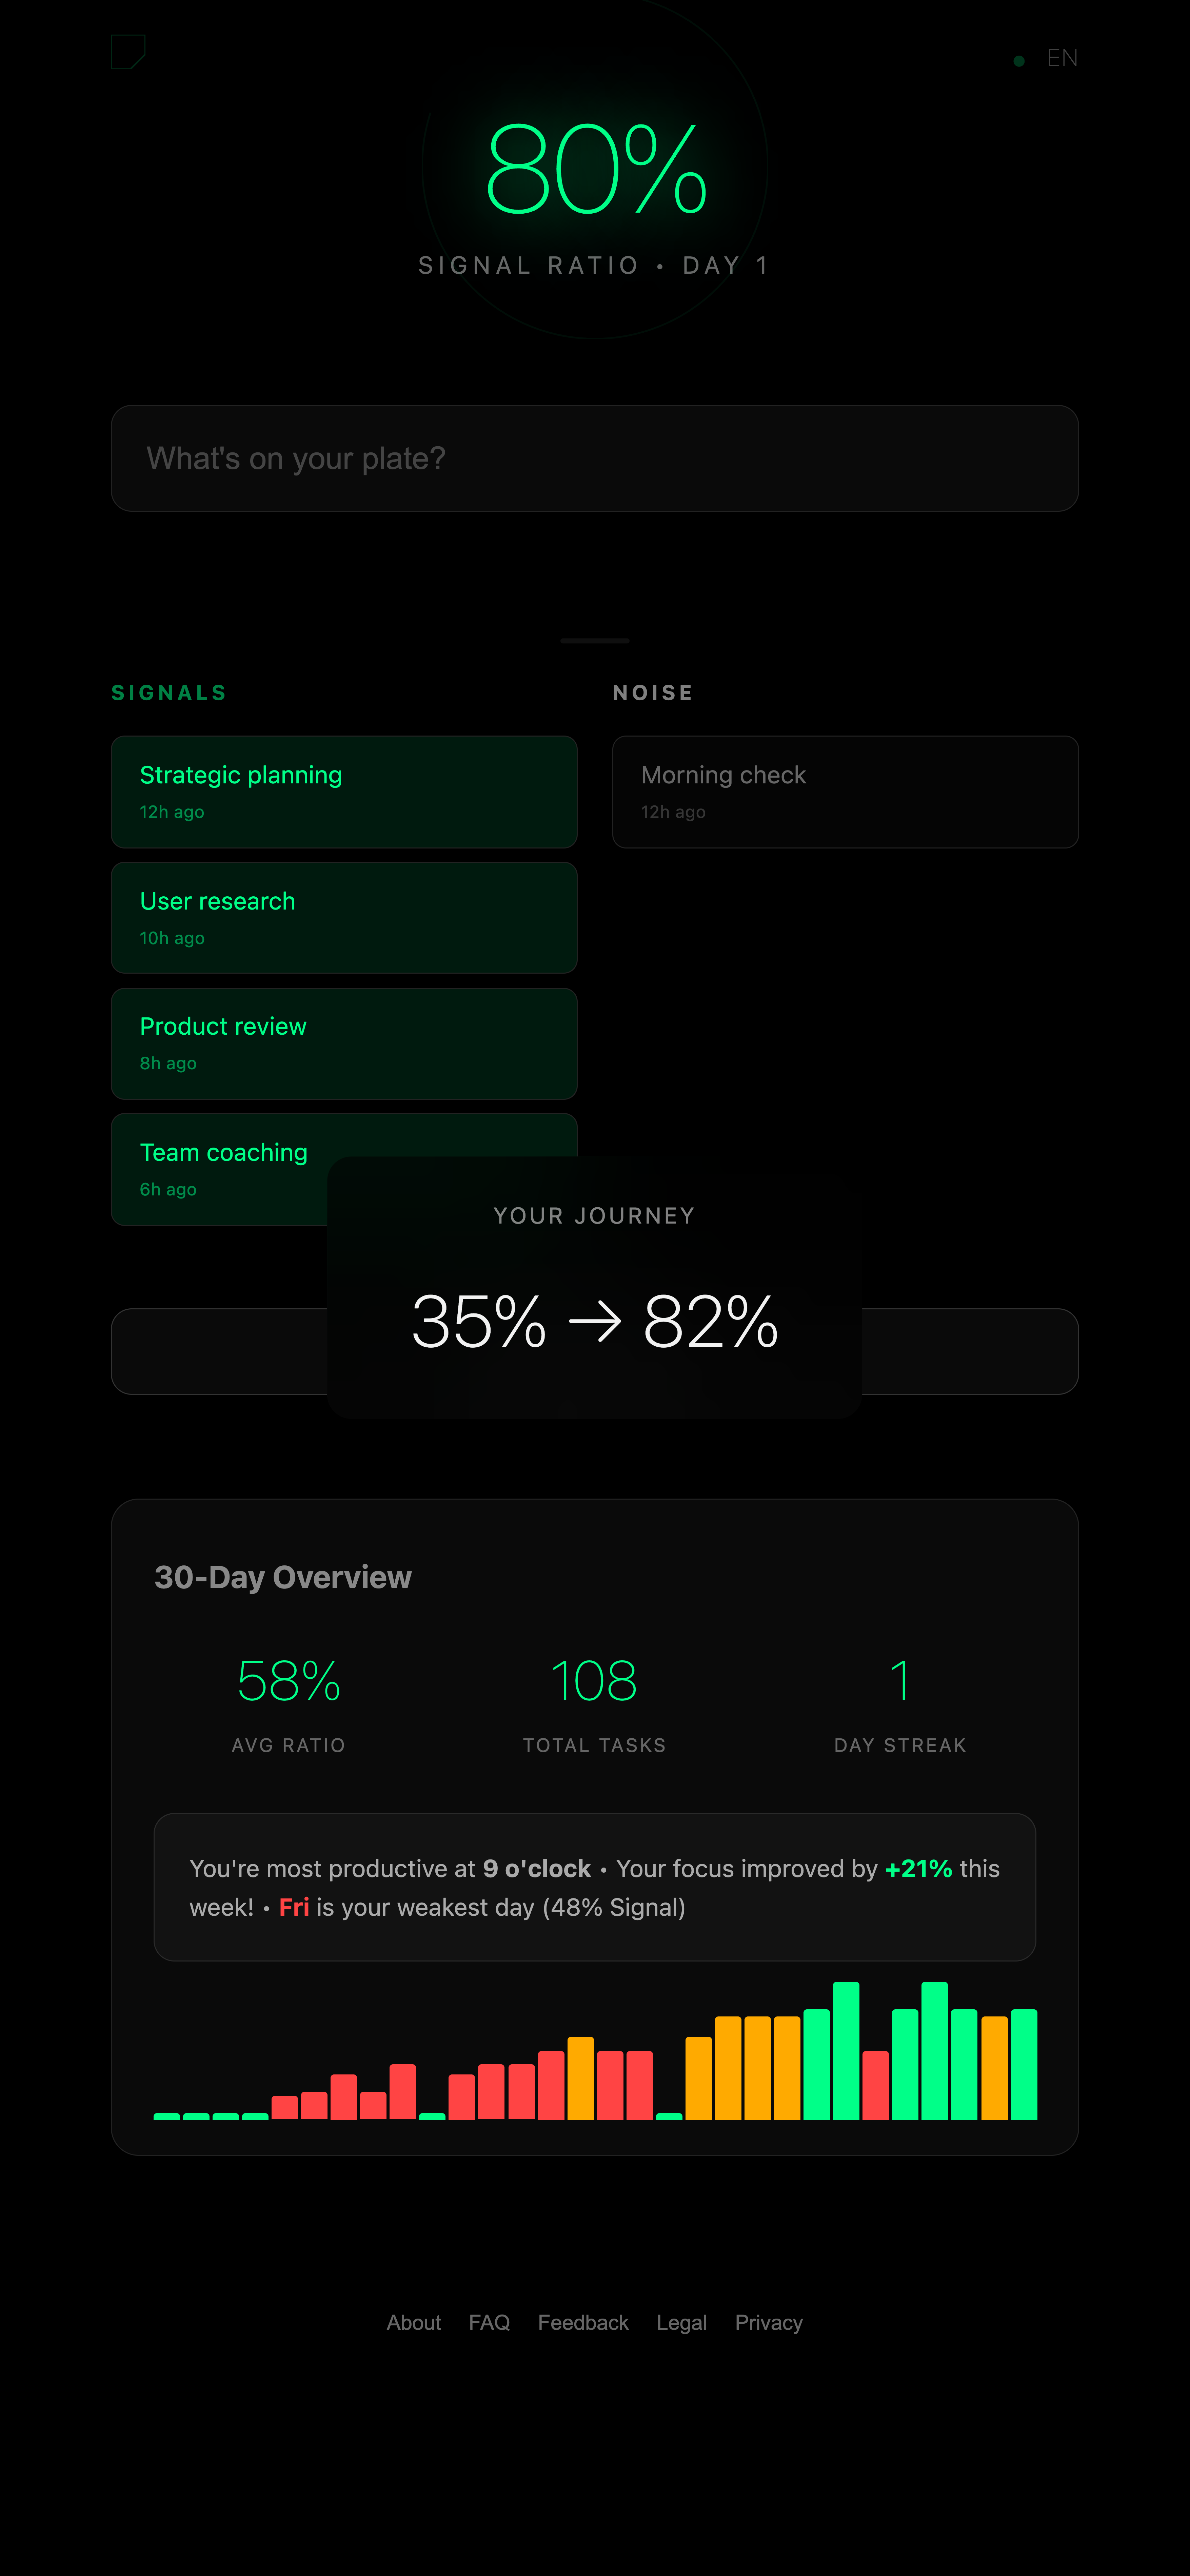 EN
80%
SIGNAL RATIO • DAY 1
What's on your plate?
SIGNALS
Strategic planning
12h ago
User research
10h ago
Product review
8h ago
Team coaching
6h ago
NOISE
Morning check
12h ago
YOUR JOURNEY
35% → 82%
30-Day Overview
58%
AVG RATIO
108
TOTAL TASKS
1
DAY STREAK
You're most productive at 9 o'clock • Your focus improved by +21% this
week! • Fri is your weakest day (48% Signal)
About FAQ Feedback Legal Privacy